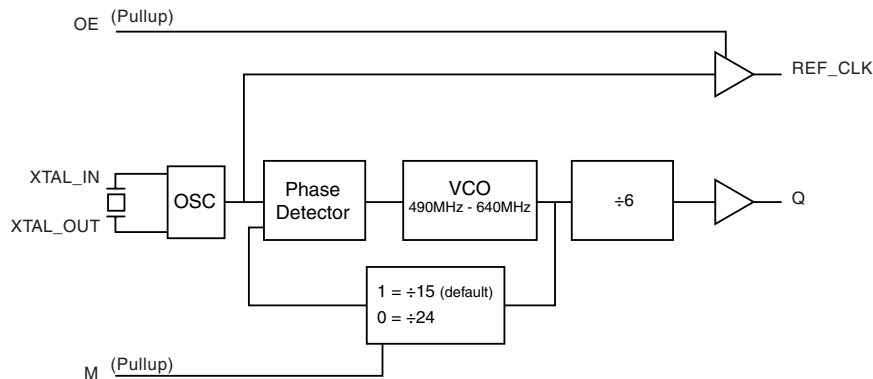 OE (Pullup)
REF_CLK
XTAL_IN
OSC
Phase
Detector
VCO
490MHz - 640MHz
÷6
Q
XTAL_OUT
1 = ÷15 (default)
0 = ÷24
M (Pullup)